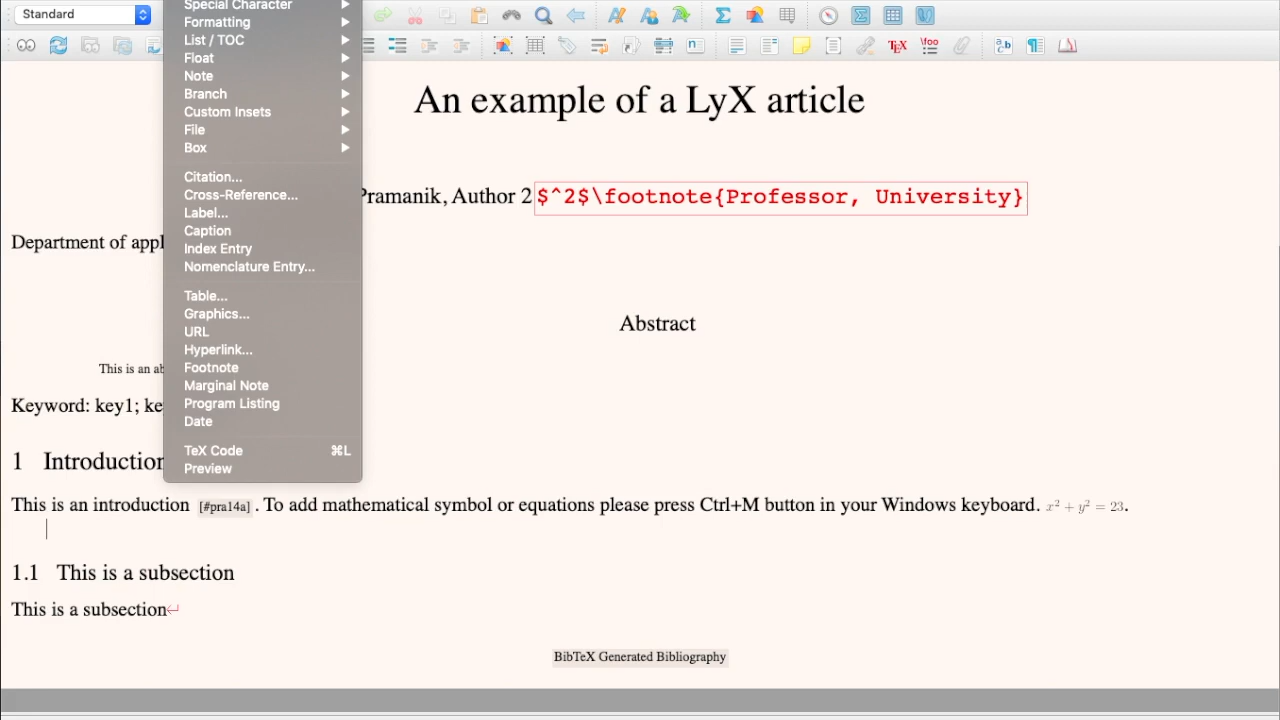 Standard
Special Character
Formatting
List / TOC
Float
Note
Branch
Custom Insets
File
Box
Citation...
Cross-Reference...
Label...
Caption
Index Entry
Nomenclature Entry...
Table...
Graphics...
URL
Hyperlink...
Footnote
Marginal Note
Program Listing
Date
TeX Code ⌘L
Preview
An example of a LyX article
Pramanik, Author 2 $^2$\footnote{Professor, University}
Department of appl
Abstract
This is an ab
Keyword: key1; ke
1 Introduction
This is an introduction [#pra14a] . To add mathematical symbol or equations please press Ctrl+M button in your Windows keyboard. x² + y² = 23.
1.1 This is a subsection
This is a subsection↵
BibTeX Generated Bibliography